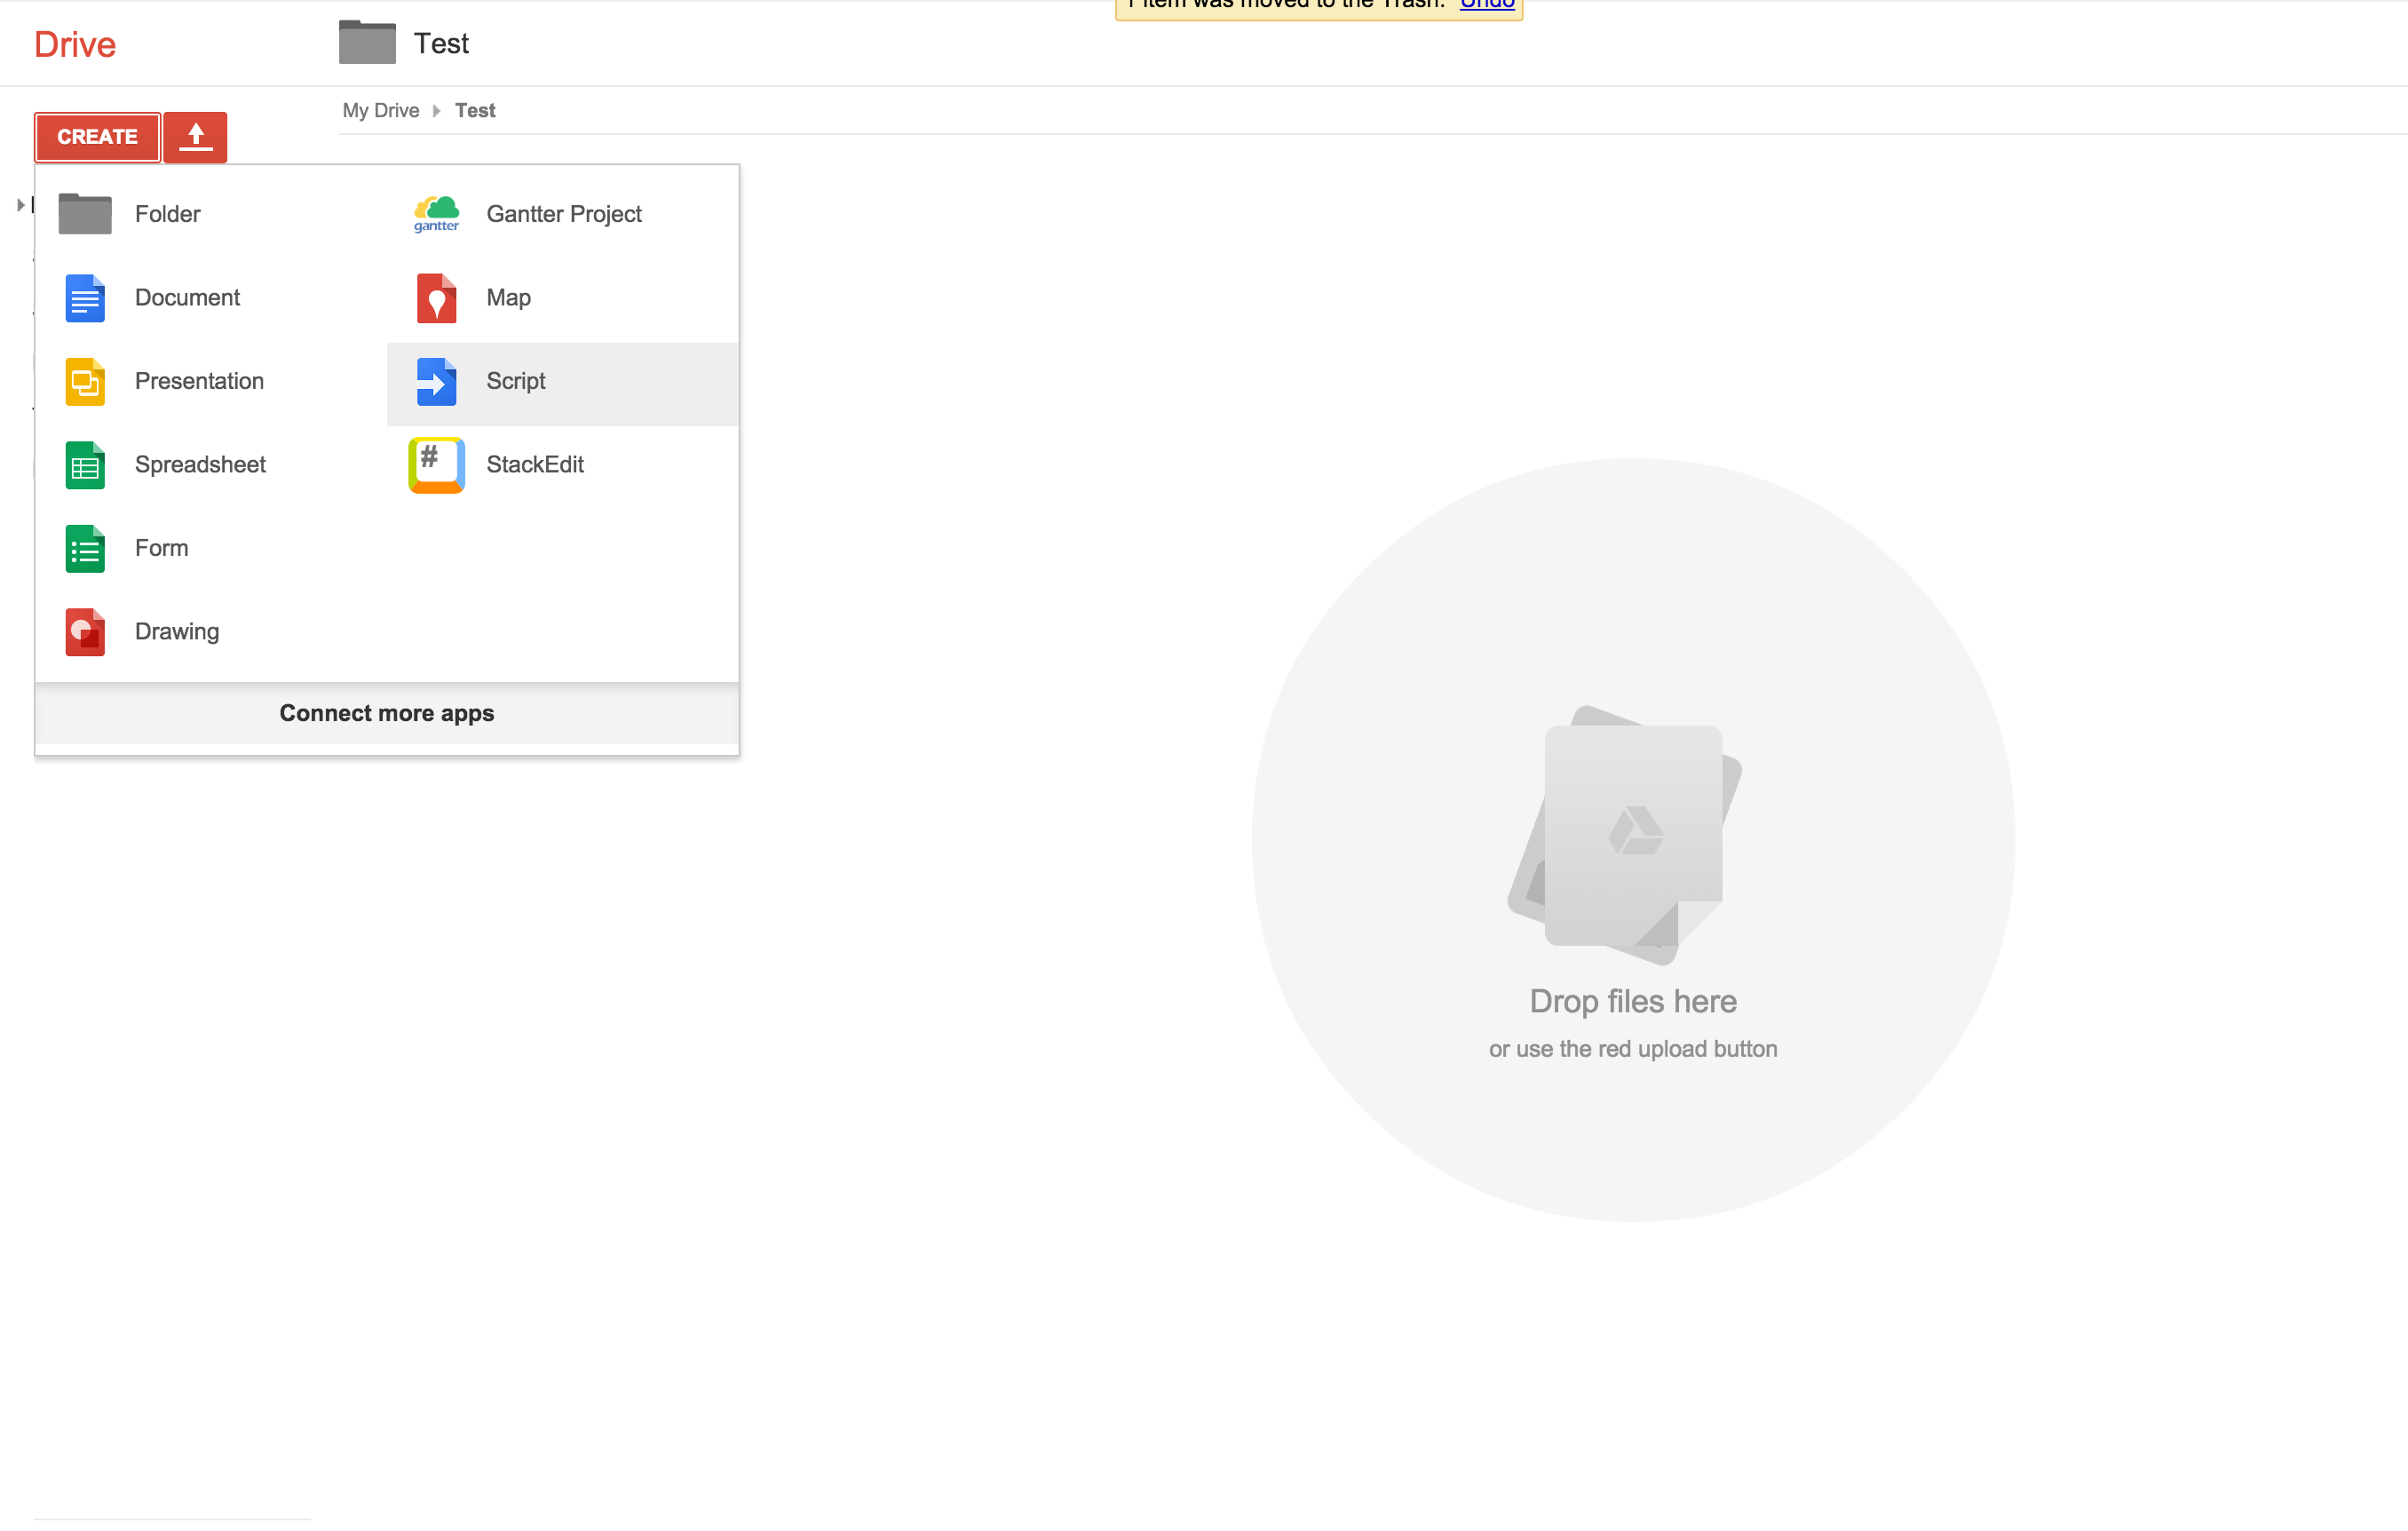 item was moved to the Trash. Undo
Drive
Test
My Drive Test
CREATE
Folder
Gantter Project
gantter
Document
Map
Presentation
Script
Spreadsheet
#
StackEdit
Form
Drawing
Connect more apps
Drop files here
or use the red upload button